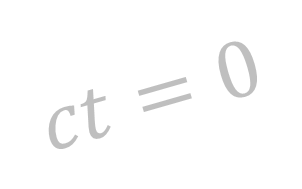 ct = 0